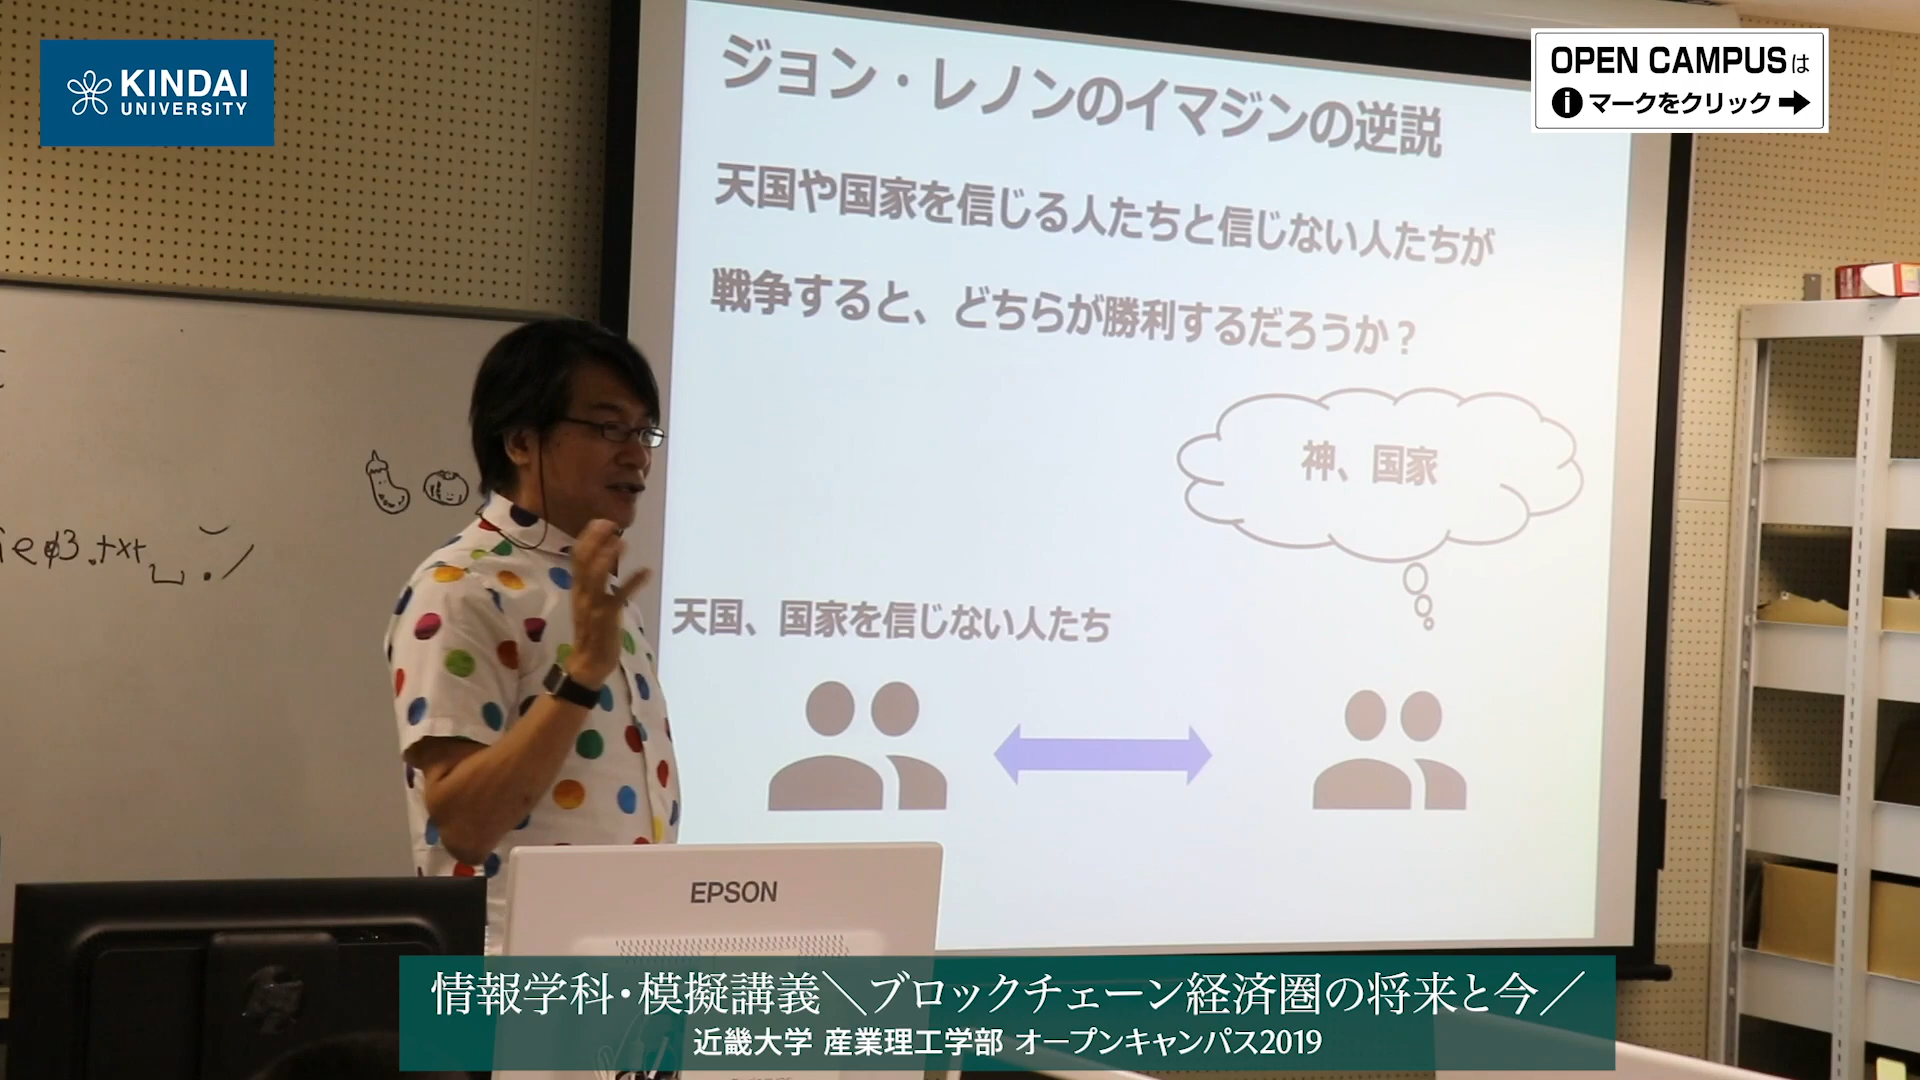 KINDAI
UNIVERSITY
OPEN CAMPUSは
iマークをクリック➡
ジョン・レノンのイマジンの逆説
天国や国家を信じる人たちと信じない人たちが
戦争すると、どちらが勝利するだろうか？
神、国家
天国、国家を信じない人たち
EPSON
情報学科・模擬講義＼ブロックチェーン経済圏の将来と今／
近畿大学 産業理工学部 オープンキャンパス2019